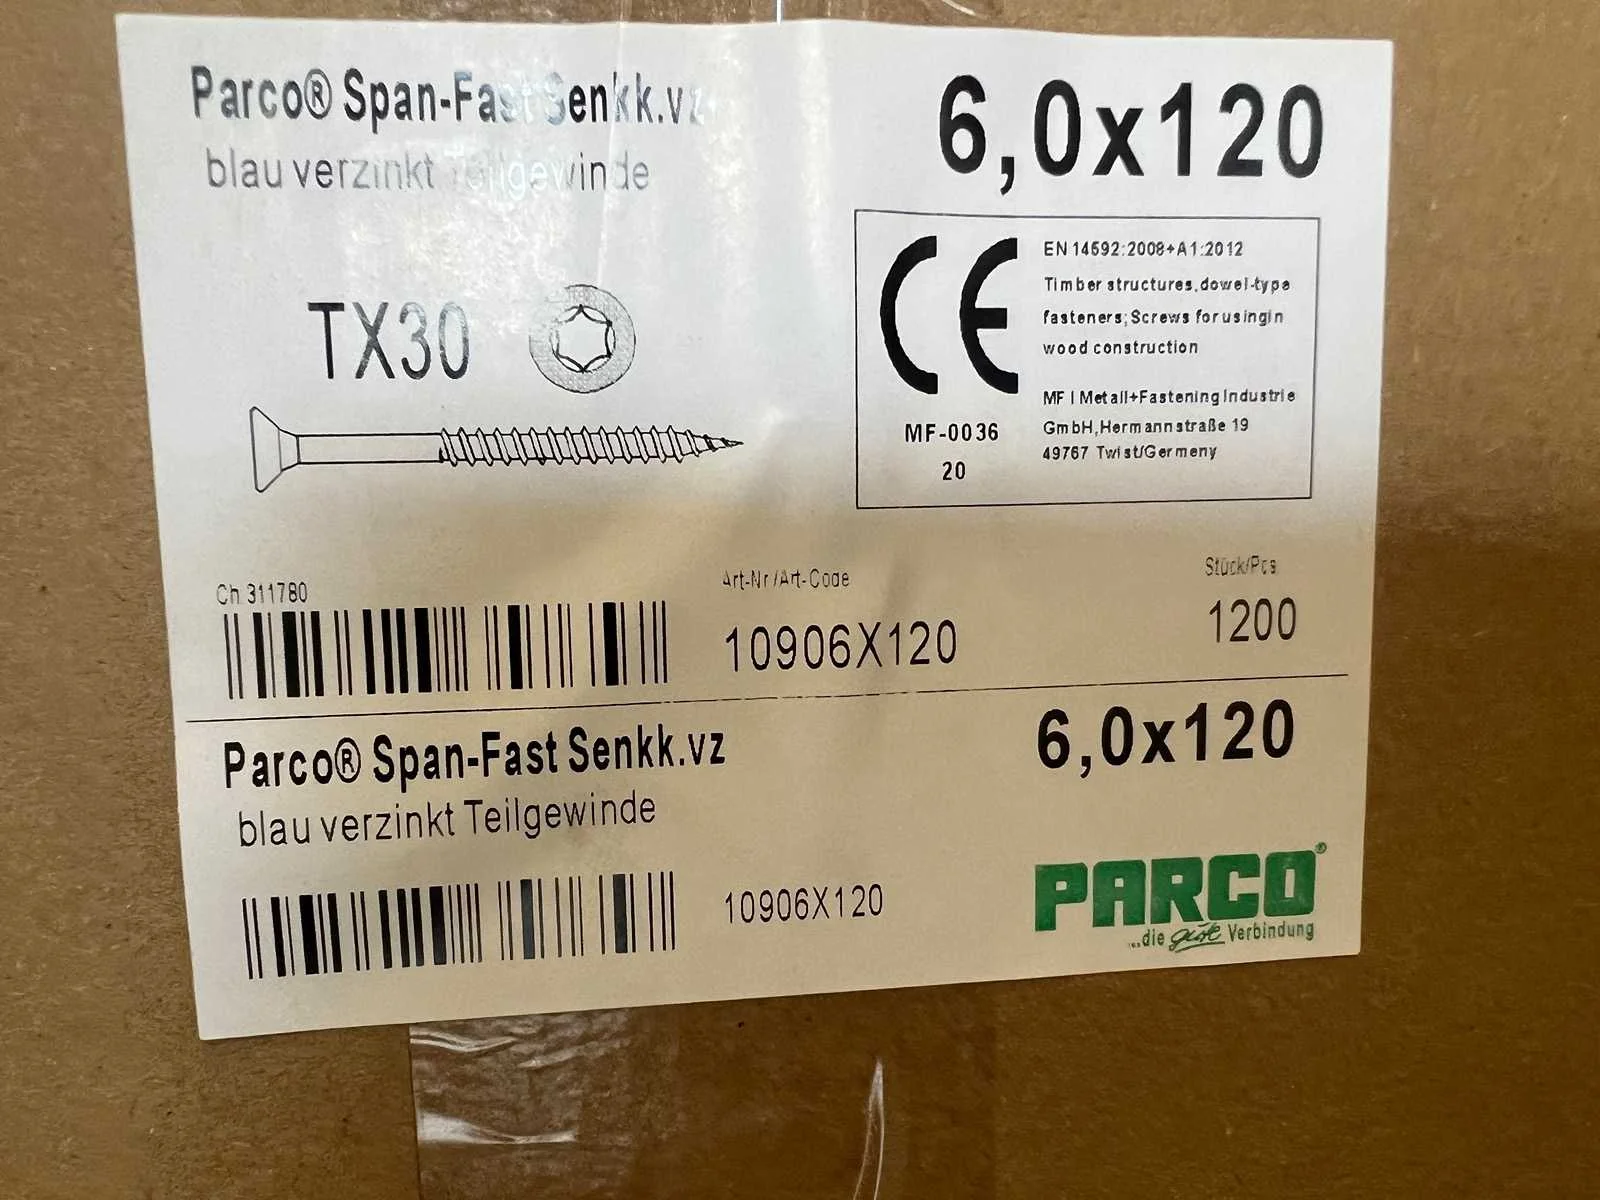 Parco® Span-Fast Senkk.vz
blau verzinkt Teilgewinde
6,0x120
TX30
CE
MF-0036
20
EN 14592:2008+A1:2012
Timber structures,dowel-type
fasteners;Screws for usingin
wood construction
MF I Metall+Fastening Industrie
GmbH,Hermannstraße 19
49767 Twist/Germeny
Ch 311780
Art-Nr/Art-Code
10906X120
Stück/Pcs
1200
Parco® Span-Fast Senkk.vz
blau verzinkt Teilgewinde
6,0x120
10906X120
PARCO®
...die gute Verbindung